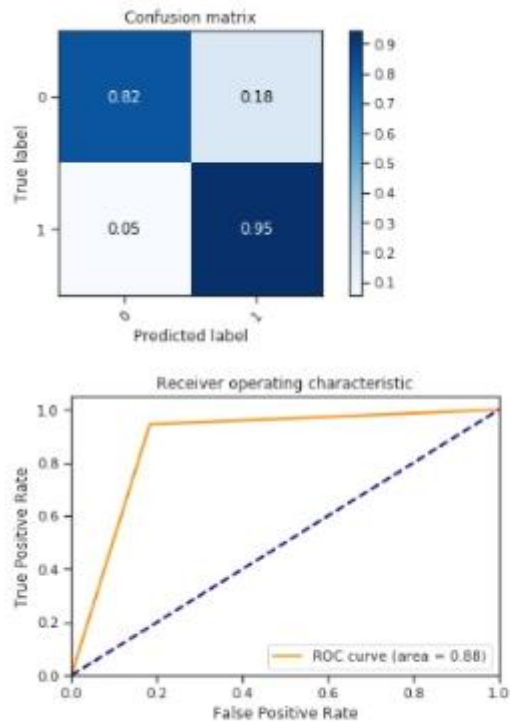 Confusion matrix
0.9
0.8
0 0.82 0.18 0.7
0.6
True label 0.5
0.4
1 0.05 0.95 0.3
0.2
0.1
0 1
Predicted label
Receiver operating characteristic
1.0
0.8
True Positive Rate
0.6
0.4
0.2
ROC curve (area = 0.88)
0.0
0.0 0.2 0.4 0.6 0.8 1.0
False Positive Rate